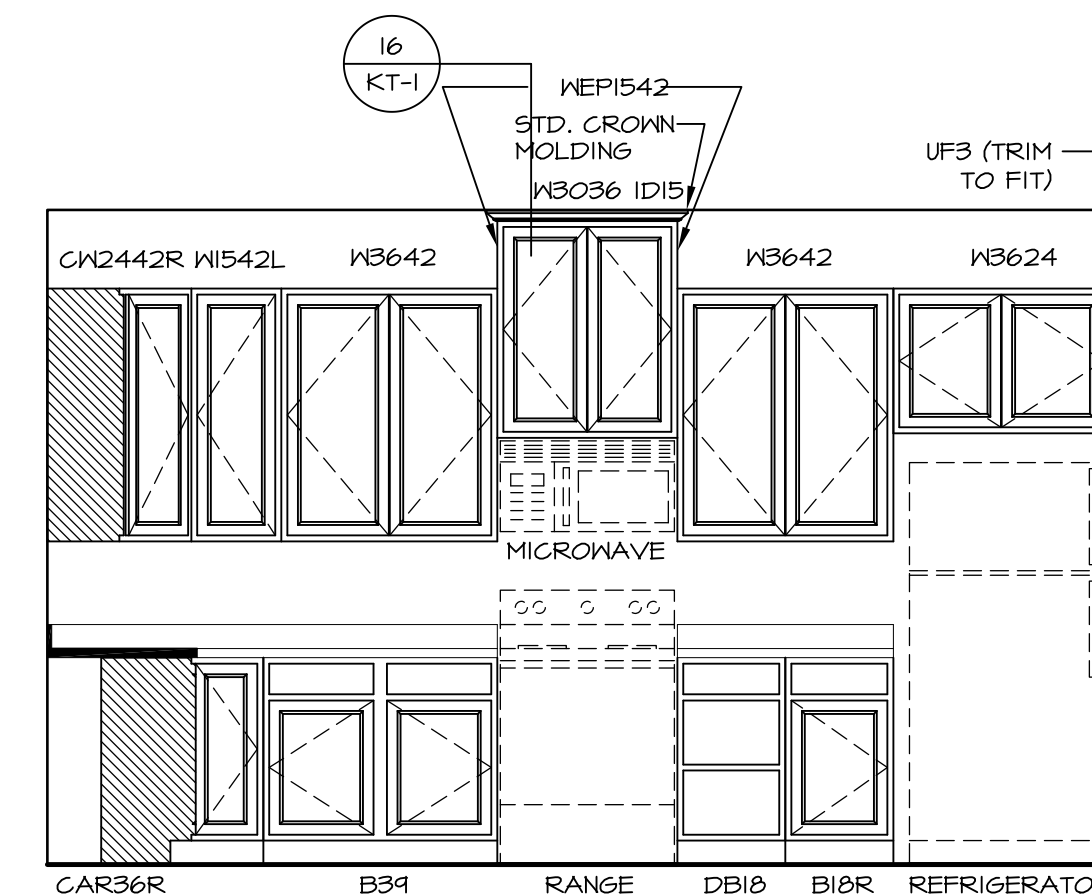 16
KT-1
WEP1542
STD. CROWN
MOLDING
W3036 1D15
UF3 (TRIM
TO FIT)
CW2442R W1542L W3642 W3642 W3624
MICROWAVE
CAR36R B39 RANGE DB18 B18R REFRIGERATO